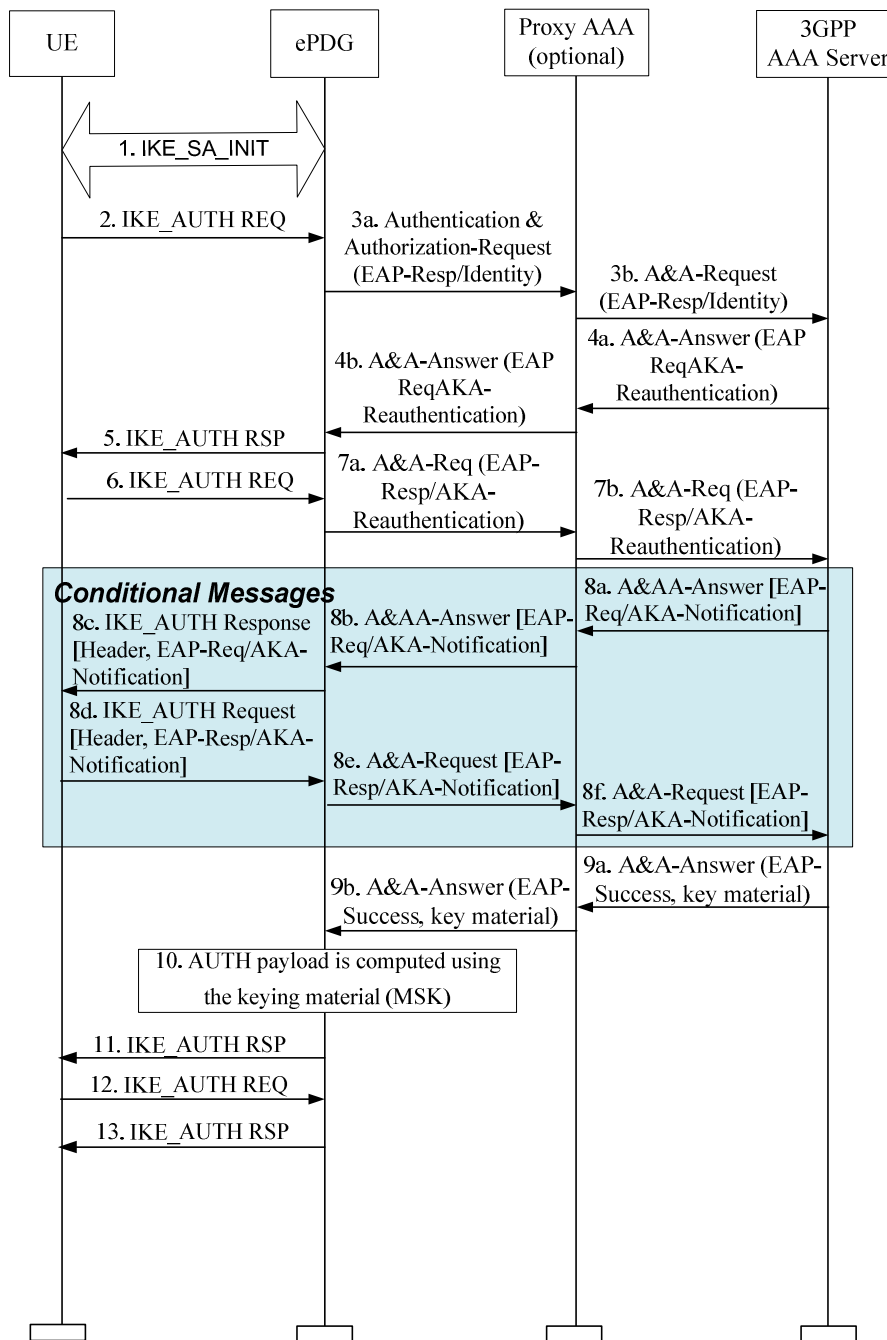 UE
ePDG
Proxy AAA
(optional)
3GPP
AAA Server
1. IKE_SA_INIT
2. IKE_AUTH REQ
3a. Authentication &
Authorization-Request
(EAP-Resp/Identity)
3b. A&A-Request
(EAP-Resp/Identity)
4a. A&A-Answer (EAP
ReqAKA-
Reauthentication)
4b. A&A-Answer (EAP
ReqAKA-
Reauthentication)
5. IKE_AUTH RSP
6. IKE_AUTH REQ
7a. A&A-Req (EAP-
Resp/AKA-
Reauthentication)
7b. A&A-Req (EAP-
Resp/AKA-
Reauthentication)
Conditional Messages
8a. A&AA-Answer [EAP-
Req/AKA-Notification]
8b. A&AA-Answer [EAP-
Req/AKA-Notification]
8c. IKE_AUTH Response
[Header, EAP-Req/AKA-
Notification]
8d. IKE_AUTH Request
[Header, EAP-Resp/AKA-
Notification]
8e. A&A-Request [EAP-
Resp/AKA-Notification]
8f. A&A-Request [EAP-
Resp/AKA-Notification]
9a. A&A-Answer (EAP-
Success, key material)
9b. A&A-Answer (EAP-
Success, key material)
10. AUTH payload is computed using
the keying material (MSK)
11. IKE_AUTH RSP
12. IKE_AUTH REQ
13. IKE_AUTH RSP